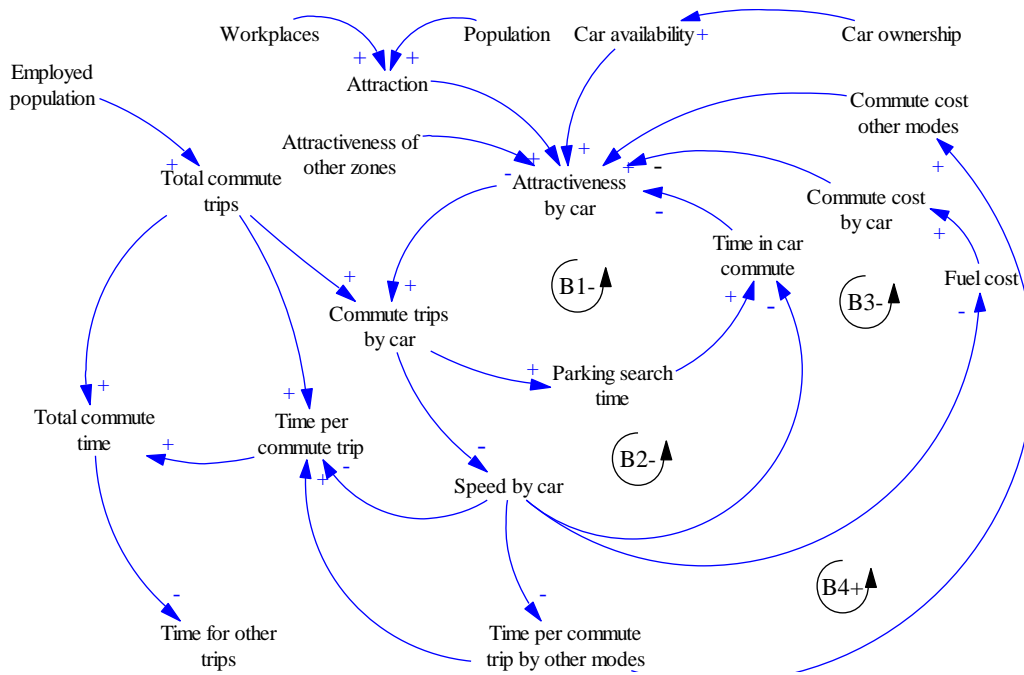 Workplaces
Population
Car availability
+
Car ownership
Employed
population
+
+
Attraction
Commute cost
other modes
Attractiveness of
other zones
+
Total commute
trips
+
+
+
-
-
Attractiveness
by car
+
Commute cost
by car
-
Time in car
commute
+
Fuel cost
+
+
B1-
+
-
B3-
-
Commute trips
by car
+
Parking search
time
+
+
Total commute
time
Time per
commute trip
+
-
+
-
B2-
Speed by car
B4+
-
-
Time for other
trips
Time per commute
trip by other modes